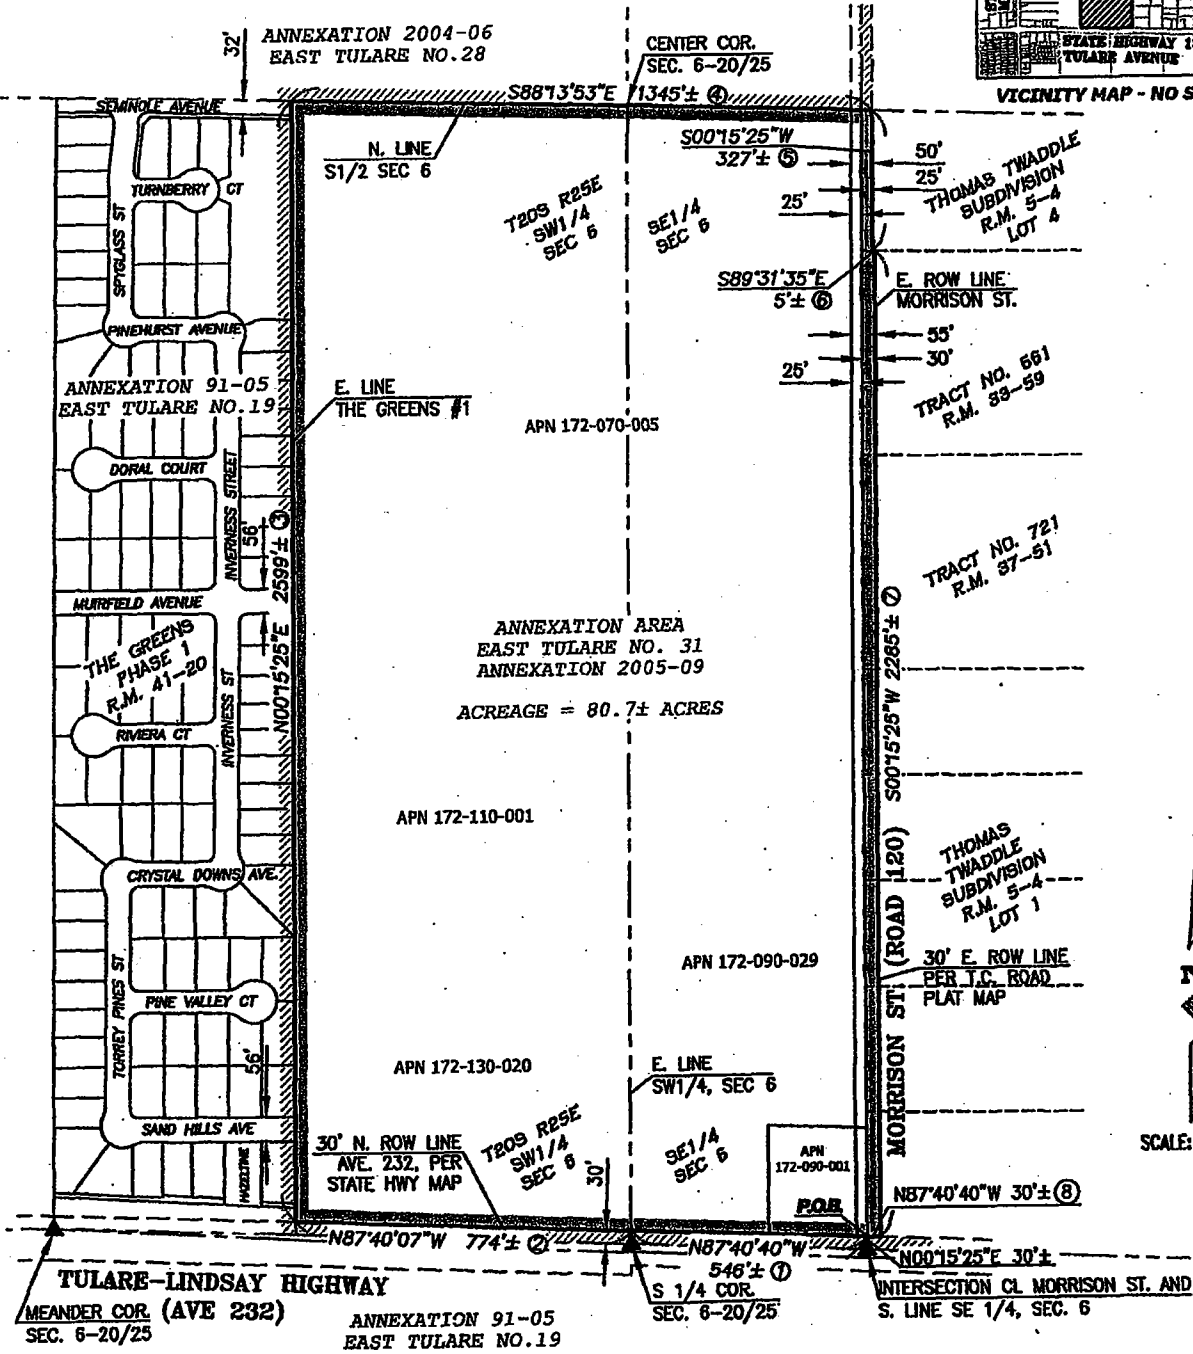 32'
ANNEXATION 2004-06
EAST TULARE NO.28
CENTER COR.
SEC. 6-20/25
STATE HIGHWAY
TULARE AVENUE
VICINITY MAP - NO S
SEMINOLE AVENUE
S88°13'53"E 1345'± ④
N. LINE
S1/2 SEC 6
S00°15'25"W
327'± ⑤
50'
25'
25'
THOMAS TWADDLE
SUBDIVISION
R.M. 5-4
LOT 4
TURNBERRY CT
SPYGLASS ST
T20S R25E
SW1/4
SEC 6
SE1/4
SEC 6
S89°31'35"E
5'± ⑥
E. ROW LINE
MORRISON ST.
PINEHURST AVENUE
55'
30'
25'
ANNEXATION 91-05
EAST TULARE NO.19
E. LINE
THE GREENS #1
TRACT NO. 661
R.M. 33-59
APN 172-070-005
DORAL COURT
INVERNESS STREET
56'
N00°15'25"E 2599'± ③
TRACT NO. 721
R.M. 37-51
MUIRFIELD AVENUE
THE GREENS
PHASE 1
R.M. 41-20
ANNEXATION AREA
EAST TULARE NO. 31
ANNEXATION 2005-09
ACREAGE = 80.7± ACRES
S00°15'25"W 2285'± ⑦
RIVIERA CT
INVERNESS ST
APN 172-110-001
THOMAS
TWADDLE
SUBDIVISION
R.M. 5-4
LOT 1
CRYSTAL DOWNS AVE.
MORRISON ST (ROAD 120)
APN 172-090-029
30' E. ROW LINE
PER T.C. ROAD
PLAT MAP
N
TORREY PINES ST
PINE VALLEY CT
56'
APN 172-130-020
E. LINE
SW1/4, SEC 6
SAND HILLS AVE
HAZELTINE
30' N. ROW LINE
AVE. 232, PER
STATE HWY MAP
T20S R25E
SW1/4
SEC 6
30'
SE1/4
SEC 6
APN
172-090-001
SCALE:
P.O.B.
N87°40'40"W 30'± ⑧
N87°40'07"W 774'± ②
N87°40'40"W
546'± ①
N00°15'25"E 30'±
TULARE-LINDSAY HIGHWAY
(AVE 232)
MEANDER COR.
SEC. 6-20/25
ANNEXATION 91-05
EAST TULARE NO.19
S 1/4 COR.
SEC. 6-20/25
INTERSECTION CL MORRISON ST. AND
S. LINE SE 1/4, SEC. 6